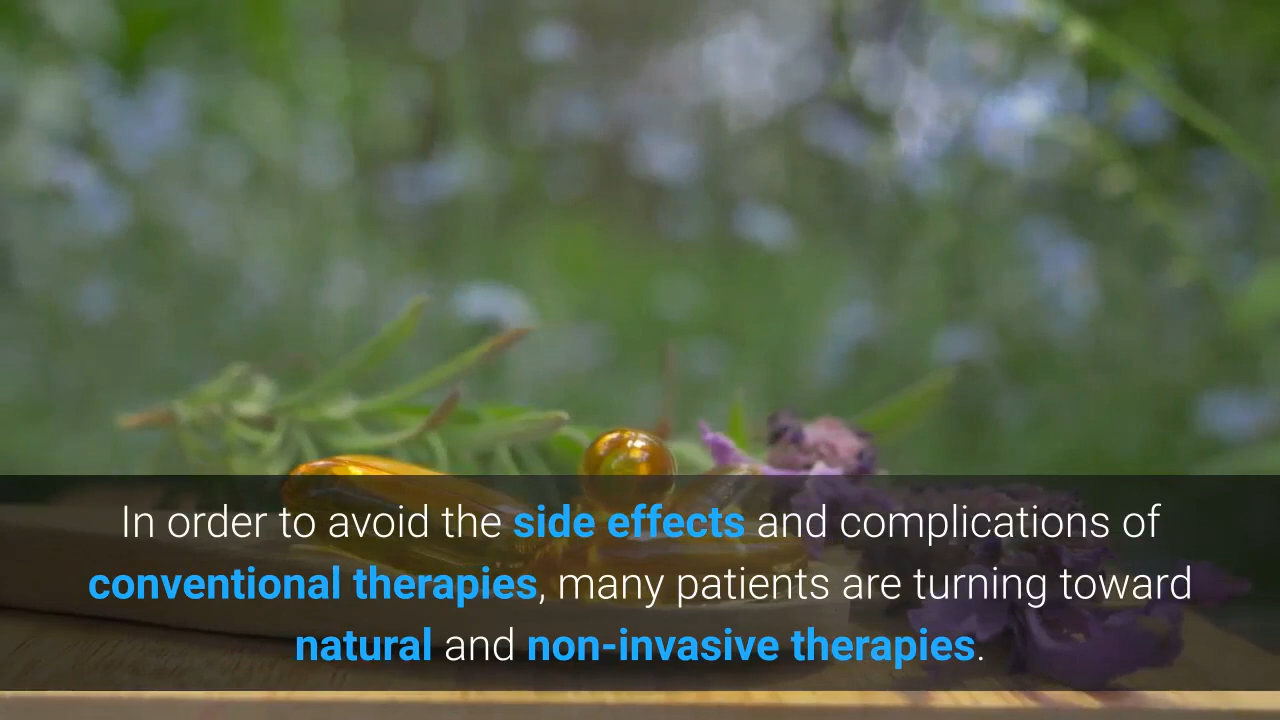 In order to avoid the side effects and complications of
conventional therapies, many patients are turning toward
natural and non-invasive therapies.